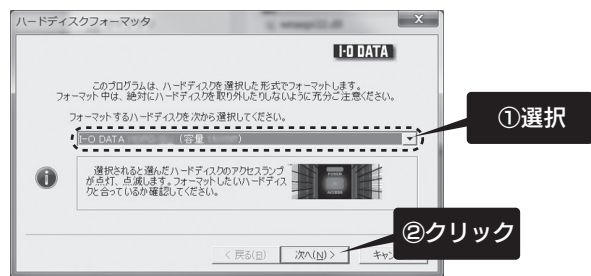 ハードディスクフォーマッタ
I-O DATA
このプログラムは、ハードディスクを選択した形式でフォーマットします。
フォーマット中は、絶対にハードディスクを取り外したりしないように充分ご注意ください。
フォーマットするハードディスクを次から選択してください。
I-O DATA (容量 )
①選択
選択されると選んだハードディスクのアクセスランプ
が点灯、点滅します。フォーマットしたいハードディス
クと合っているか確認してください。
POWER
ACCESS
②クリック
< 戻る(B) 次へ(N) > キャン